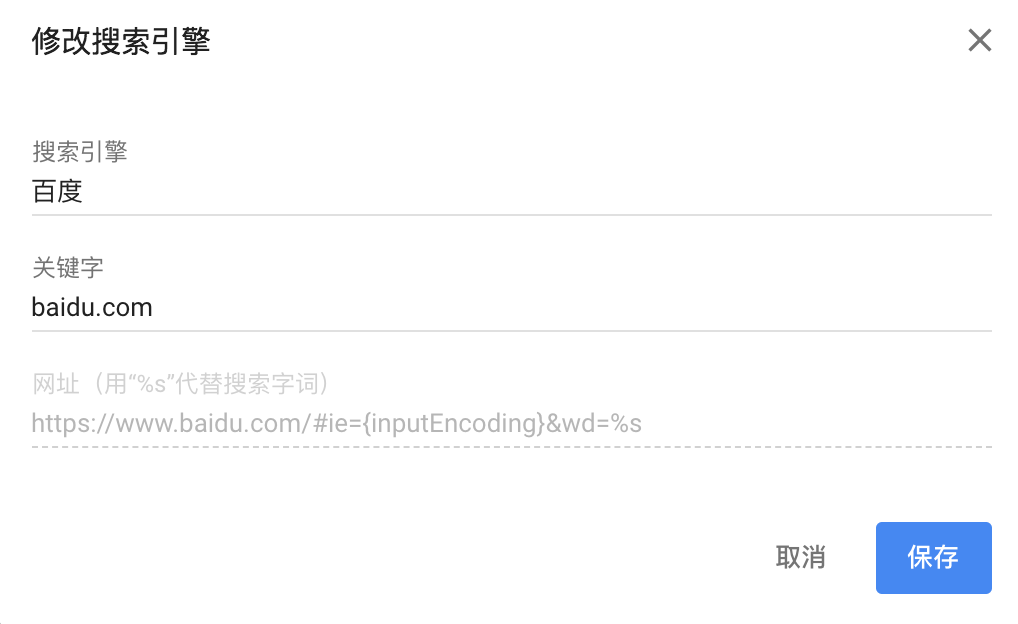 修改搜索引擎
搜索引擎
百度
关键字
baidu.com
网址（用“%s”代替搜索字词）
https://www.baidu.com/#ie={inputEncoding}&wd=%s
取消
保存